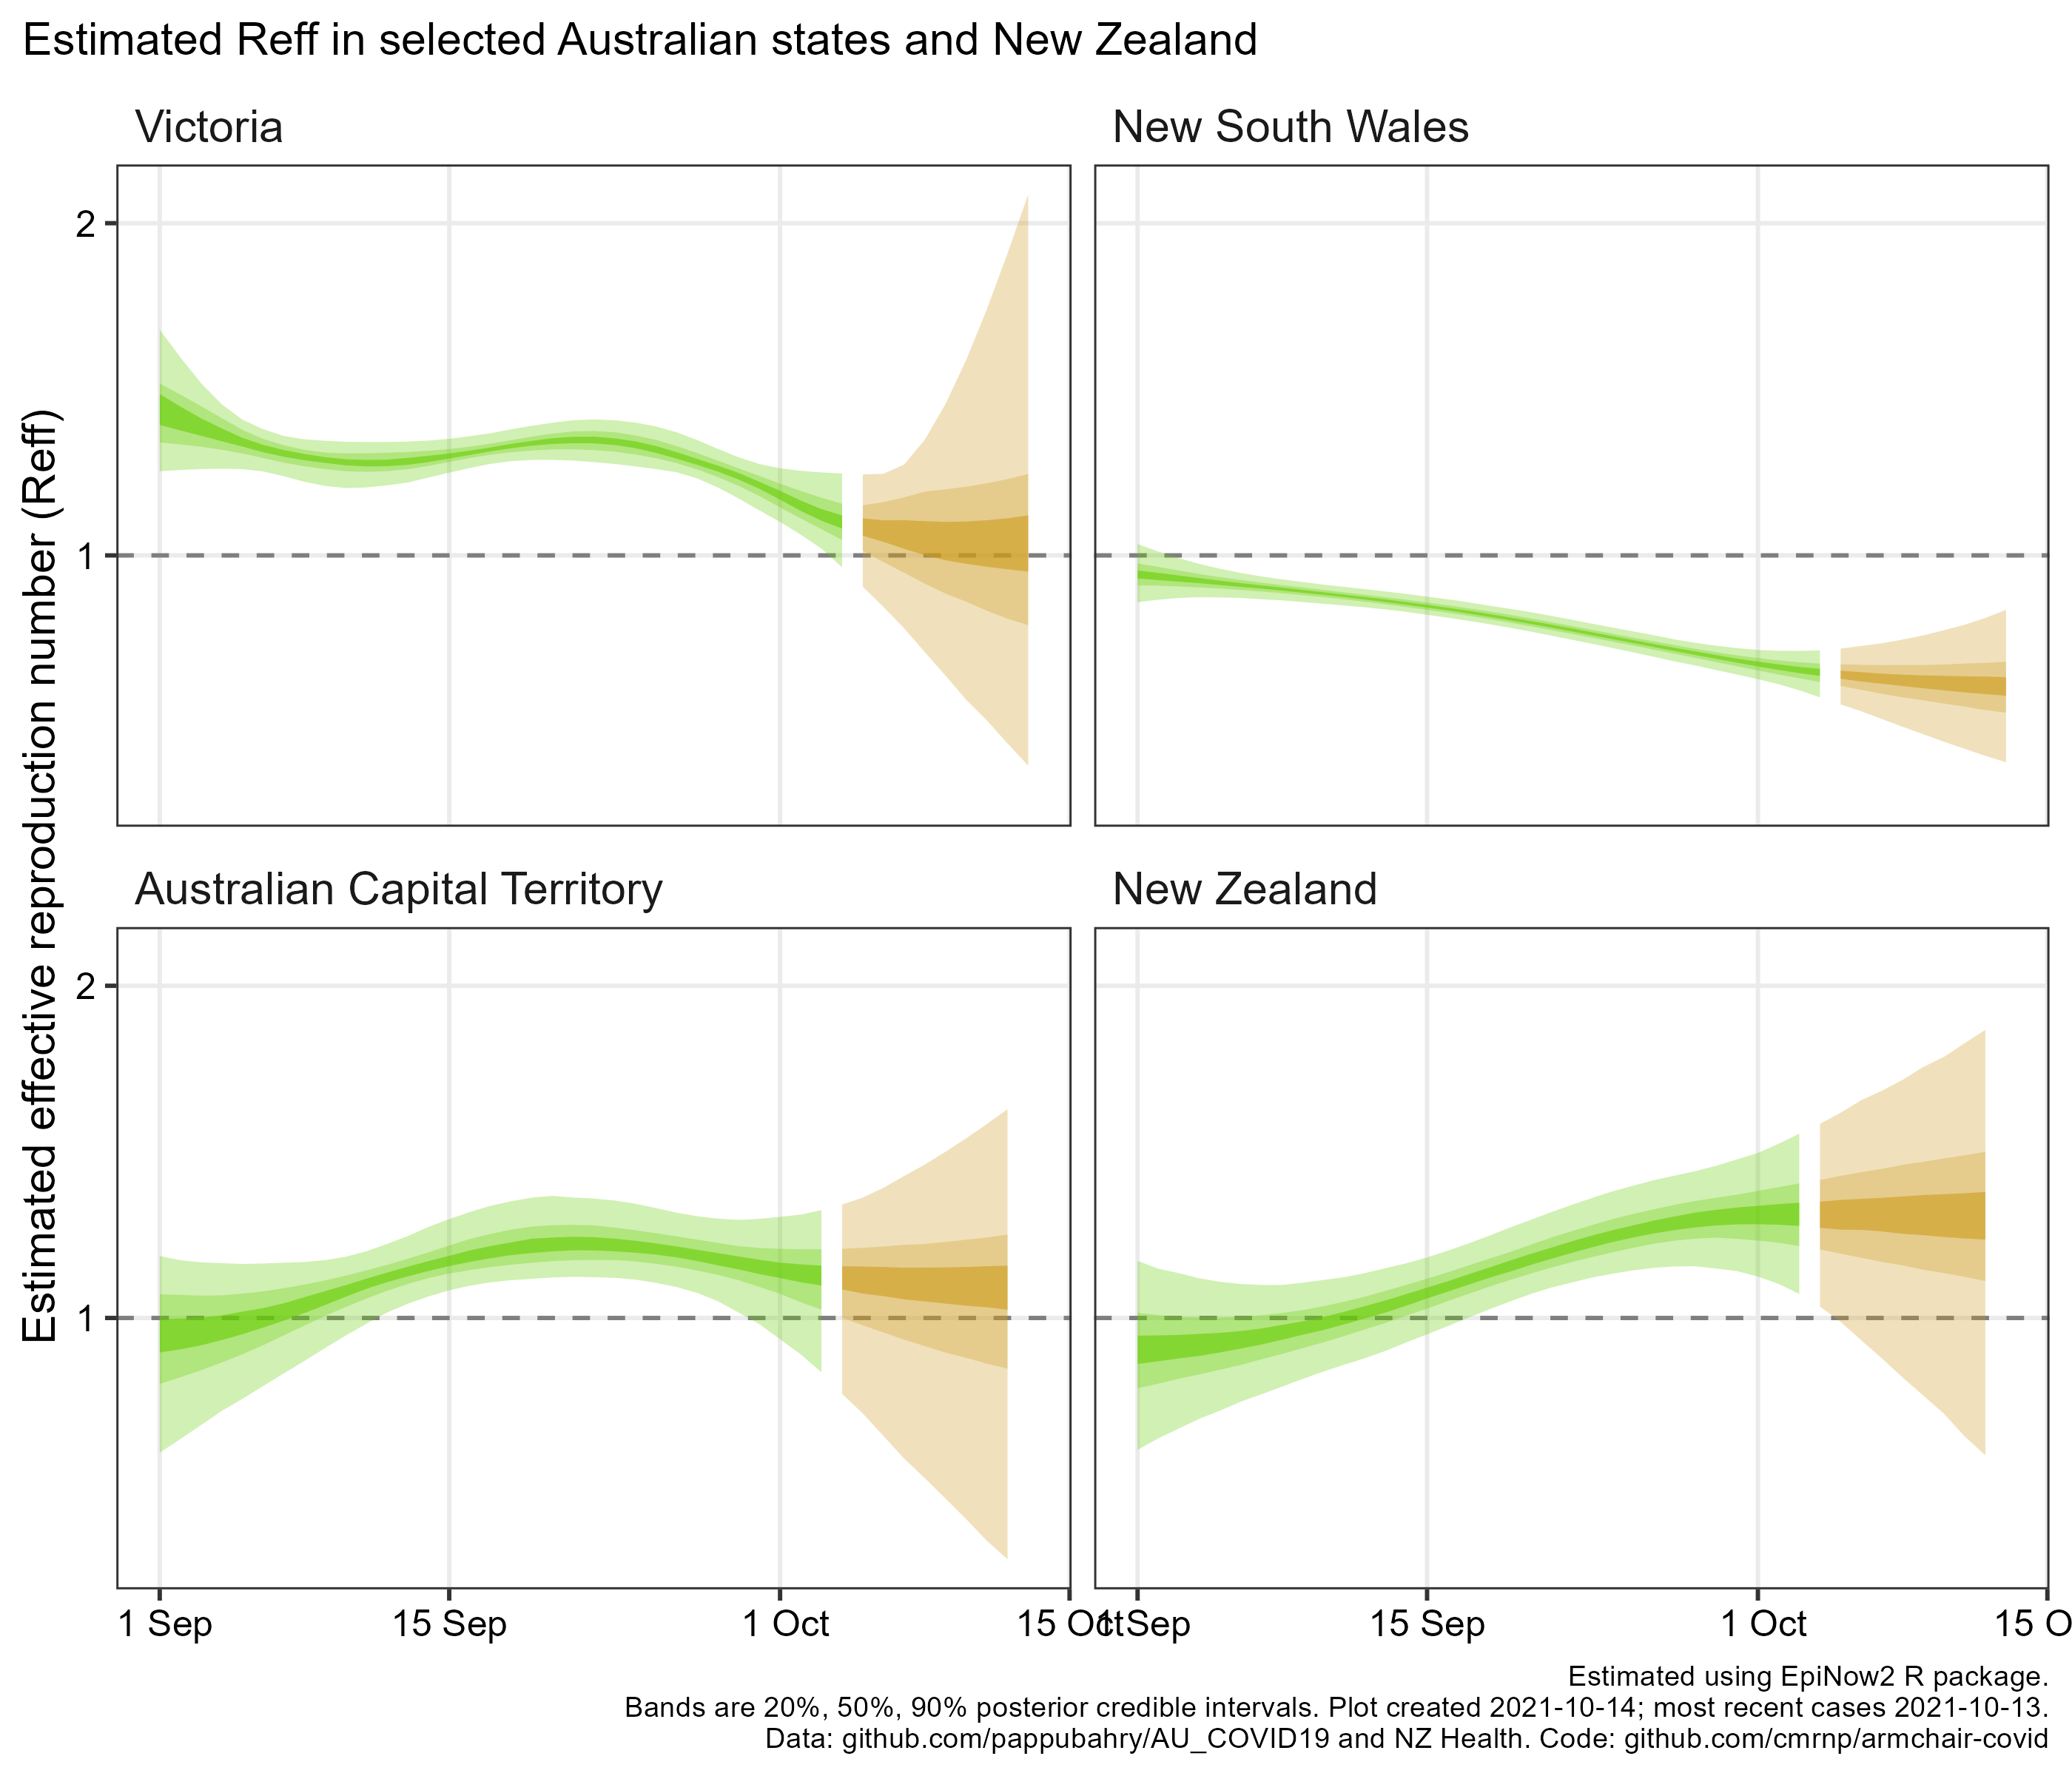 Estimated Reff in selected Australian states and New Zealand
Victoria
New South Wales
2
1
Estimated effective reproduction number (Reff)
Australian Capital Territory
New Zealand
2
1
1 Sep
15 Sep
1 Oct
15 Oct
1 Sep
15 Sep
1 Oct
15 O
Estimated using EpiNow2 R package.
Bands are 20%, 50%, 90% posterior credible intervals. Plot created 2021-10-14; most recent cases 2021-10-13.
Data: github.com/pappubahry/AU_COVID19 and NZ Health. Code: github.com/cmrnp/armchair-covid